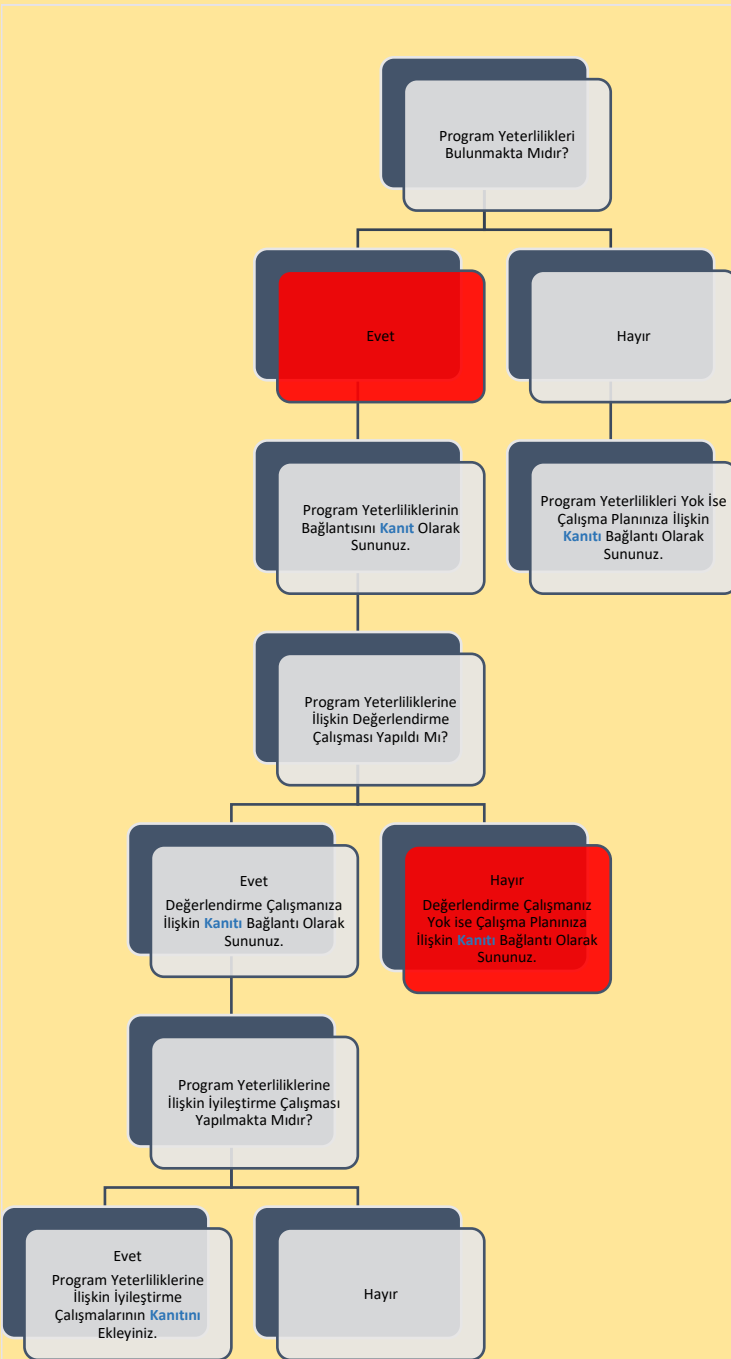 Program Yeterlilikleri
Bulunmakta Mıdır?
Evet
Hayır
Program Yeterliliklerinin
Bağlantısını Kanıt Olarak
Sununuz.
Program Yeterlilikleri Yok İse
Çalışma Planınıza İlişkin
Kanıtı Bağlantı Olarak
Sununuz.
Program Yeterliliklerine
İlişkin Değerlendirme
Çalışması Yapıldı Mı?
Evet
Değerlendirme Çalışmanıza
İlişkin Kanıtı Bağlantı Olarak
Sununuz.
Hayır
Değerlendirme Çalışmanız
Yok ise Çalışma Planınıza
İlişkin Kanıtı Bağlantı Olarak
Sununuz.
Program Yeterliliklerine
İlişkin İyileştirme Çalışması
Yapılmakta Mıdır?
Evet
Program Yeterliliklerine
İlişkin İyileştirme
Çalışmalarının Kanıtını
Ekleyiniz.
Hayır